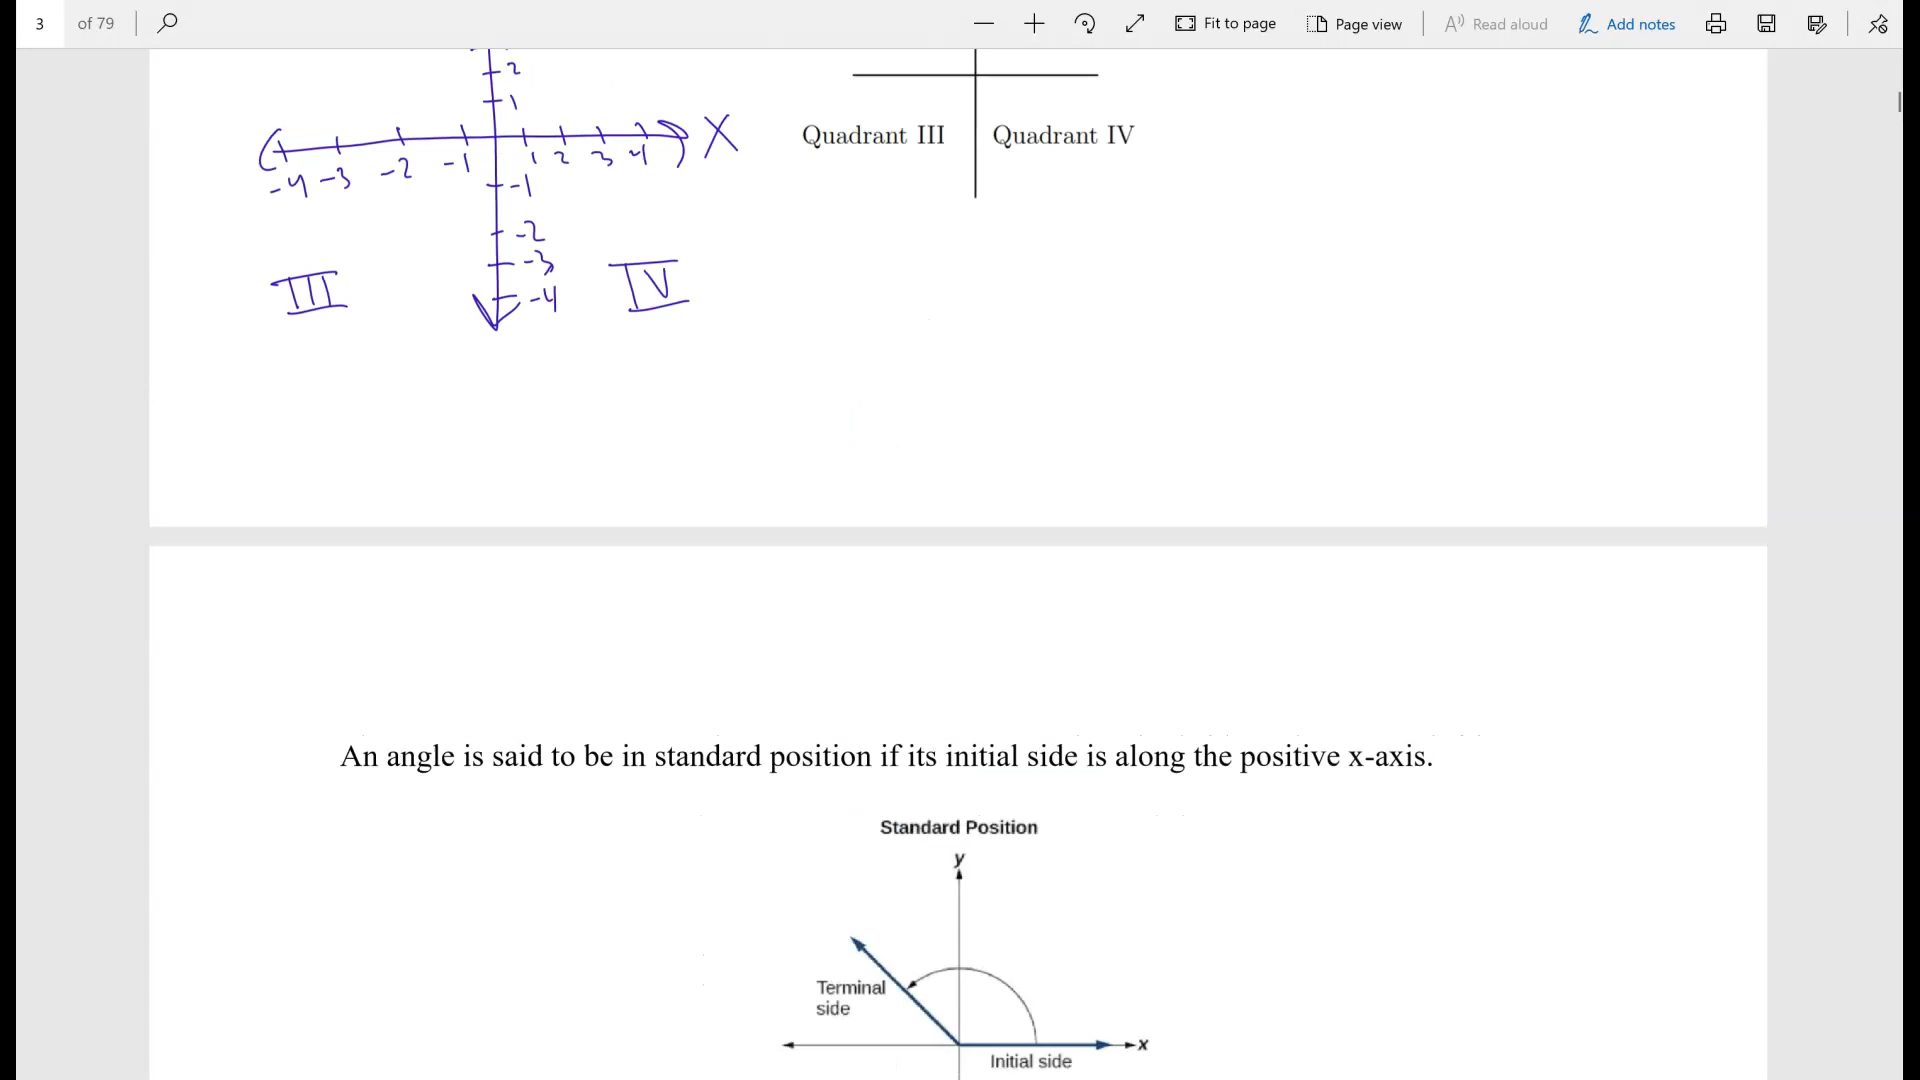 3 of 79 Fit to page Page view Read aloud Add notes
2
1
X
1 2 3 4
-4 -3 -2 -1
-1
-2
-3
-4
III IV
Quadrant III Quadrant IV
An angle is said to be in standard position if its initial side is along the positive x-axis.
Standard Position
y
Terminal
side
x
Initial side